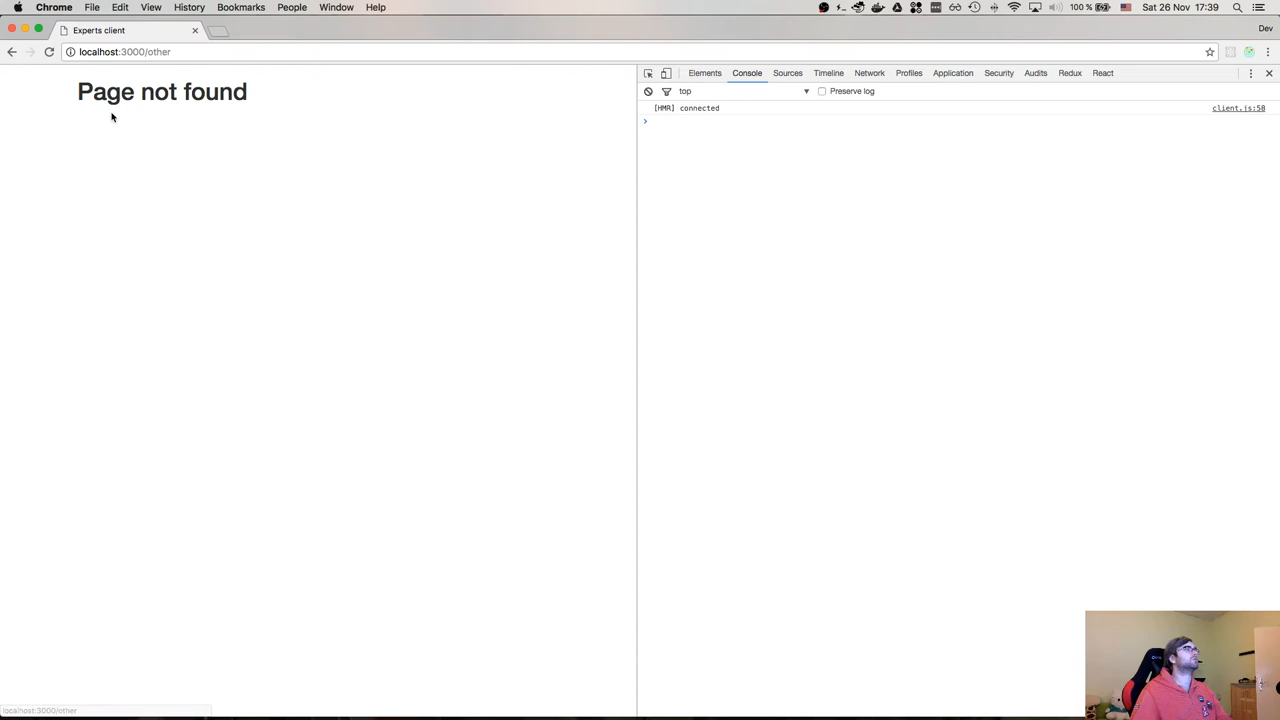 Chrome File Edit View History Bookmarks People Window Help 100 % Sat 26 Nov 17:39
Experts client Dev
localhost:3000/other
Page not found
Elements Console Sources Timeline Network Profiles Application Security Audits Redux React
top Preserve log
[HMR] connected client.js:58
localhost:3000/other